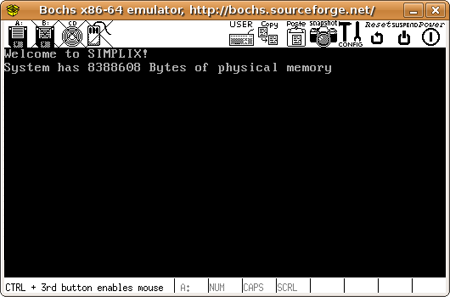 Bochs x86-64 emulator, http://bochs.sourceforge.net/
A: B: CD USER Copy Paste snapshot CONFIG Reset SUSPEND Power
Welcome to SIMPLIX!
System has 8388608 Bytes of physical memory
CTRL + 3rd button enables mouse A: NUM CAPS SCRL